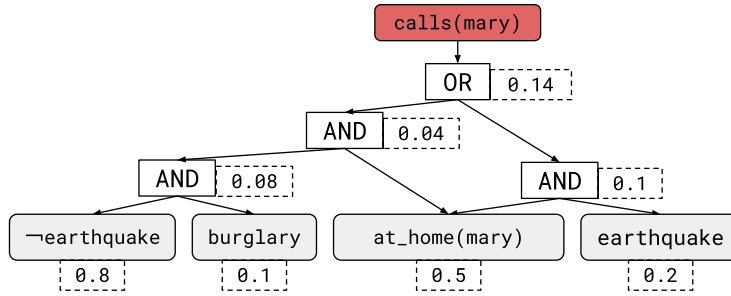 calls(mary)
OR
0.14
AND
0.04
AND
0.08
AND
0.1
¬earthquake
burglary
at_home(mary)
earthquake
0.8
0.1
0.5
0.2